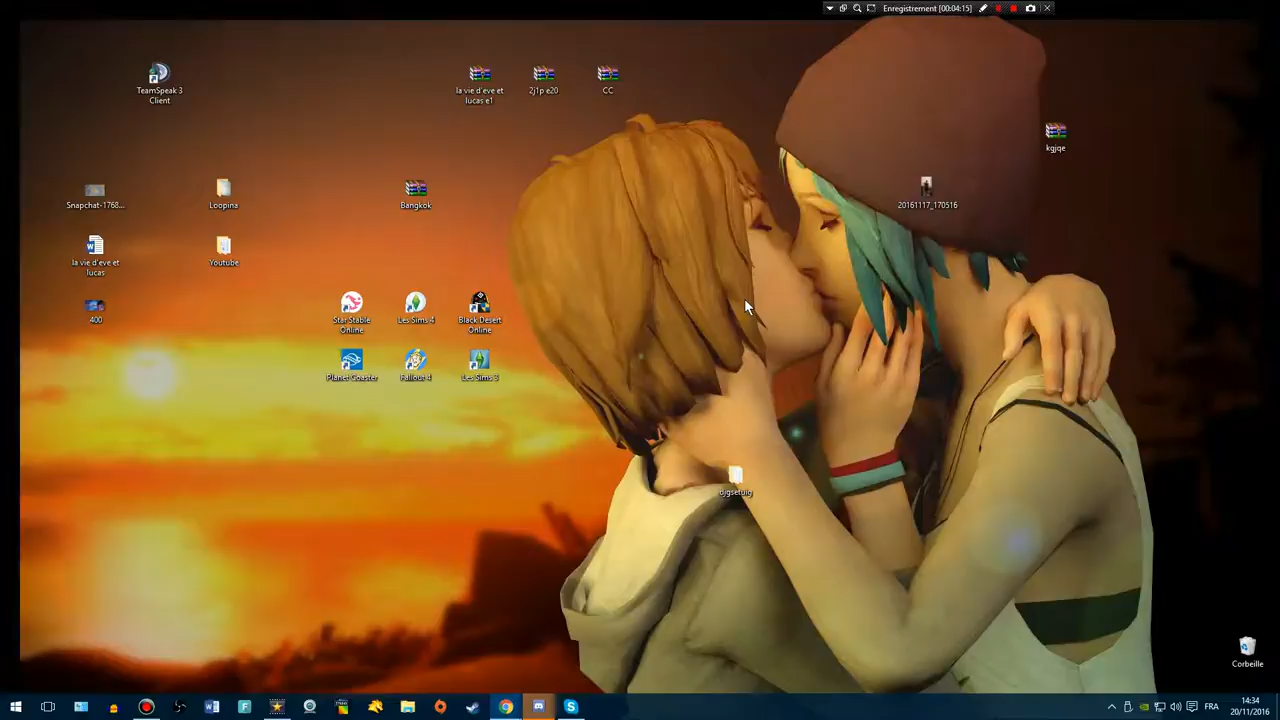 Enregistrement [00:04:15]
TeamSpeak 3
Client
la vie d'eve et
lucas e1
2j1p e20
CC
kgjqe
Snapchat-1768...
Loopina
Bangkok
20161117_170516
la vie d'eve et
lucas
Youtube
400
Star Stable
Online
Les Sims 4
Black Desert
Online
Planet Coaster
Fallout 4
Les Sims 3
djgsetuig
Corbeille
FRA
14:34
20/11/2016